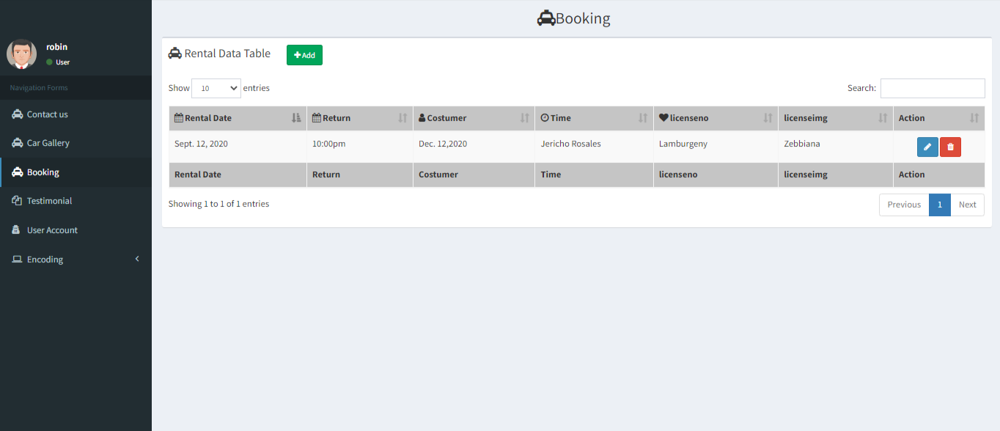 Booking
robin
User
Navigation Forms
Contact us
Car Gallery
Booking
Testimonial
User Account
Encoding
Rental Data Table Add
Show 10 entries Search:
Rental Date Return Costumer Time licenseno licenseimg Action
Sept. 12, 2020 10:00pm Dec. 12,2020 Jericho Rosales Lamburgeny Zebbiana
Rental Date Return Costumer Time licenseno licenseimg Action
Showing 1 to 1 of 1 entries Previous 1 Next